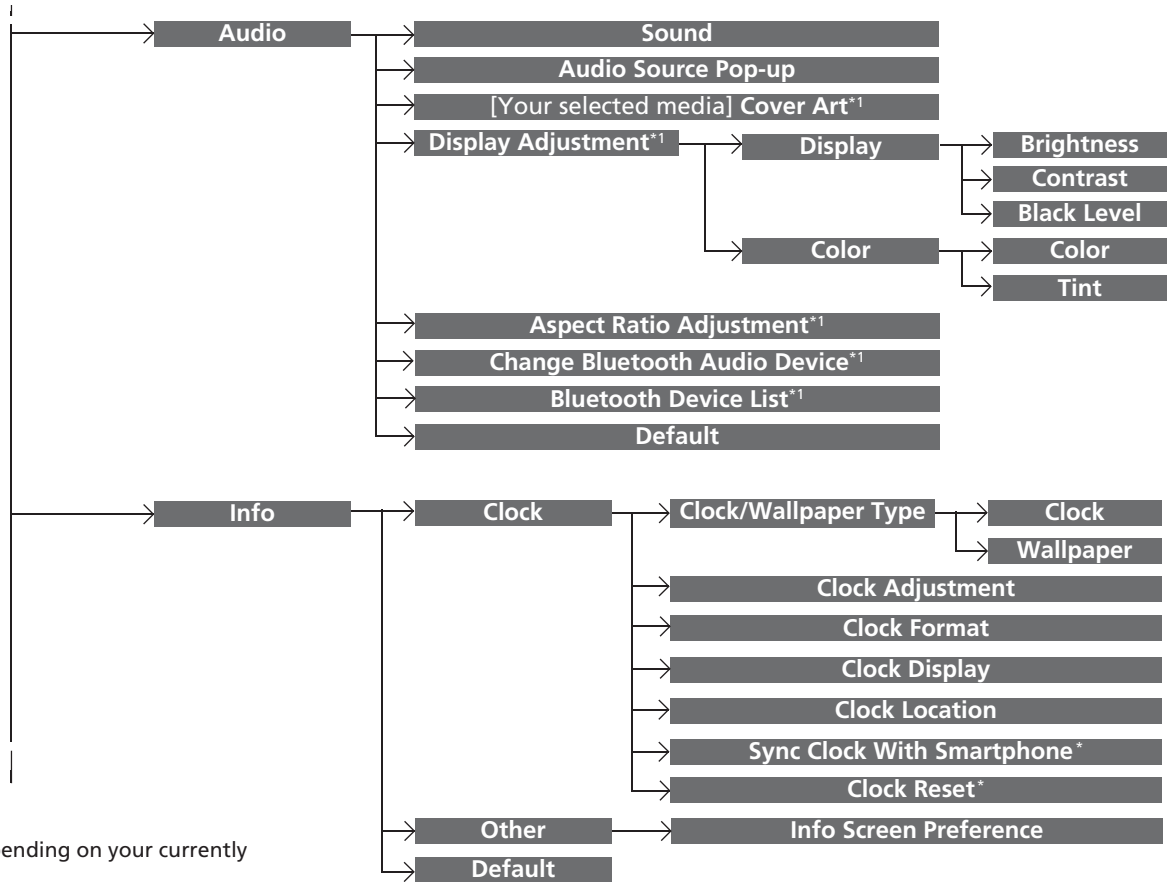 Audio
Sound
Audio Source Pop-up
[Your selected media] Cover Art*1
Display Adjustment*1
Display
Brightness
Contrast
Black Level
Color
Color
Tint
Aspect Ratio Adjustment*1
Change Bluetooth Audio Device*1
Bluetooth Device List*1
Default
Info
Clock
Clock/Wallpaper Type
Clock
Wallpaper
Clock Adjustment
Clock Format
Clock Display
Clock Location
Sync Clock With Smartphone*
Clock Reset*
Other
Info Screen Preference
Default
on your currently